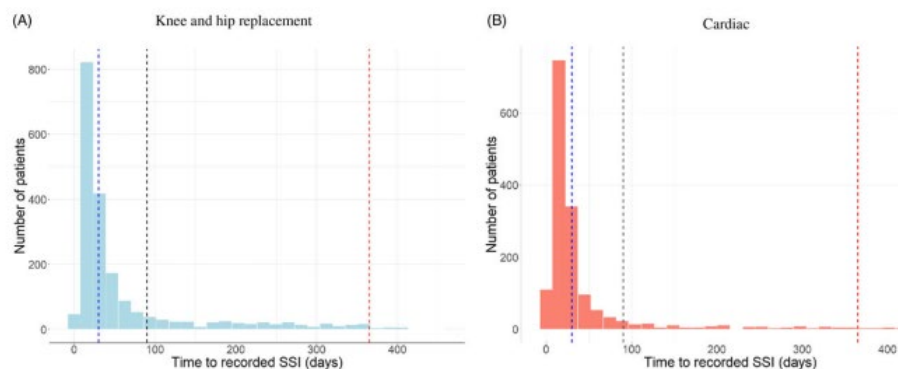 (A)
Knee and hip replacement
800
600
400
200
0
Number of patients
0 100 200 300 400
Time to recorded SSI (days)
(B)
Cardiac
600
400
200
0
Number of patients
0 100 200 300 400
Time to recorded SSI (days)